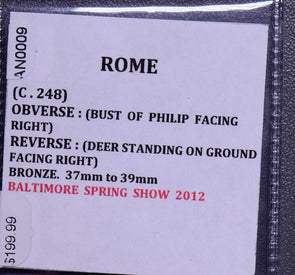 AN0009
ROME
(C.248)
OBVERSE : (BUST OF PHILIP FACING
RIGHT)
REVERSE : (DEER STANDING ON GROUND
FACING RIGHT)
BRONZE. 37mm to 39mm
BALTIMORE SPRING SHOW 2012
$199.99